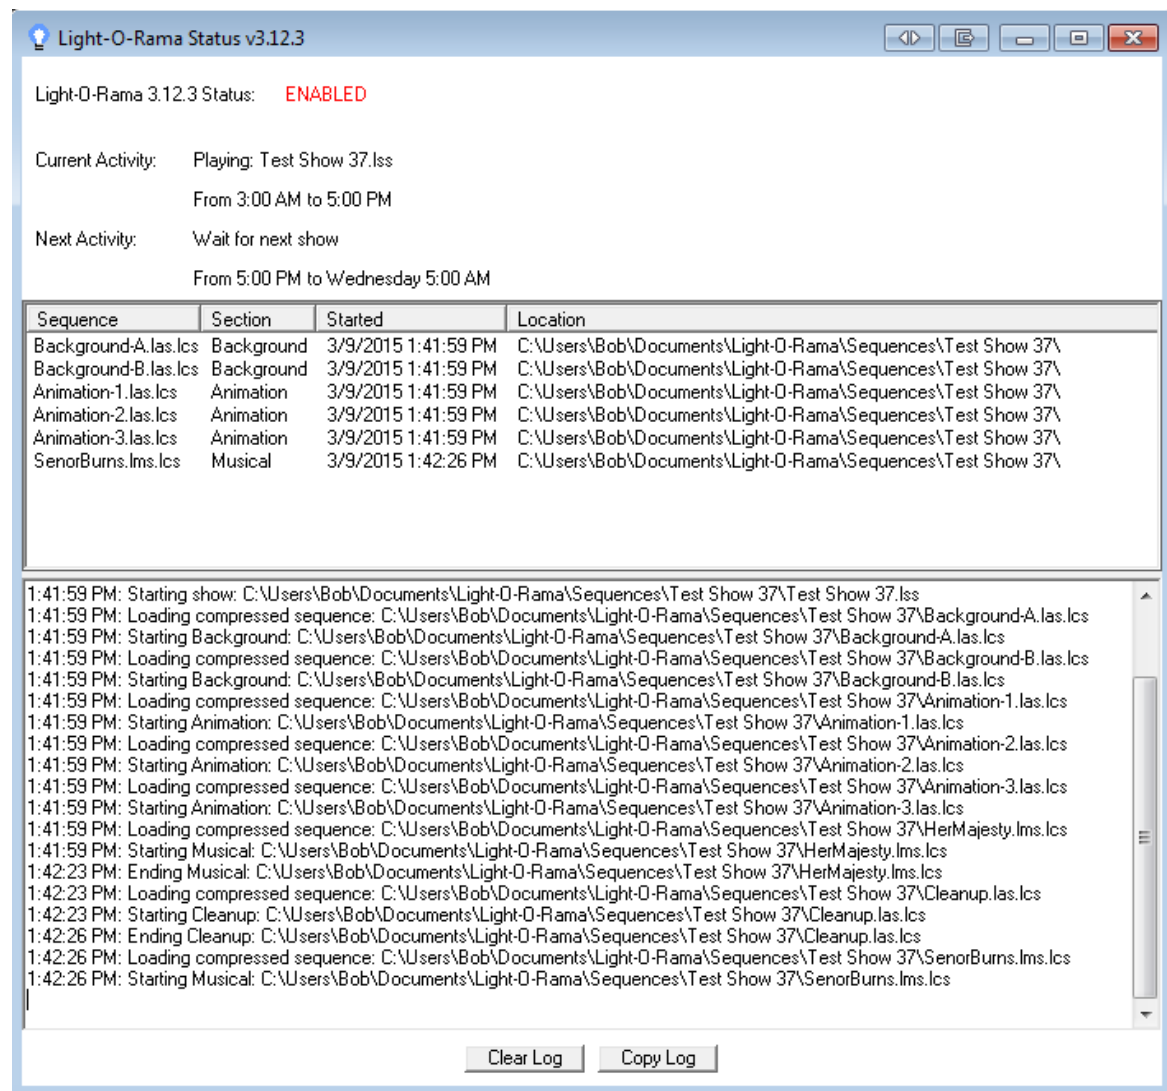 Light-O-Rama Status v3.12.3
Light-O-Rama 3.12.3 Status: ENABLED
Current Activity: Playing: Test Show 37.lss
From 3:00 AM to 5:00 PM
Next Activity: Wait for next show
From 5:00 PM to Wednesday 5:00 AM
Sequence Section Started Location
Background-A.las.lcs Background 3/9/2015 1:41:59 PM C:\Users\Bob\Documents\Light-O-Rama\Sequences\Test Show 37\
Background-B.las.lcs Background 3/9/2015 1:41:59 PM C:\Users\Bob\Documents\Light-O-Rama\Sequences\Test Show 37\
Animation-1.las.lcs Animation 3/9/2015 1:41:59 PM C:\Users\Bob\Documents\Light-O-Rama\Sequences\Test Show 37\
Animation-2.las.lcs Animation 3/9/2015 1:41:59 PM C:\Users\Bob\Documents\Light-O-Rama\Sequences\Test Show 37\
Animation-3.las.lcs Animation 3/9/2015 1:41:59 PM C:\Users\Bob\Documents\Light-O-Rama\Sequences\Test Show 37\
SenorBurns.lms.lcs Musical 3/9/2015 1:42:26 PM C:\Users\Bob\Documents\Light-O-Rama\Sequences\Test Show 37\
1:41:59 PM: Starting show: C:\Users\Bob\Documents\Light-O-Rama\Sequences\Test Show 37\Test Show 37.lss
1:41:59 PM: Loading compressed sequence: C:\Users\Bob\Documents\Light-O-Rama\Sequences\Test Show 37\Background-A.las.lcs
1:41:59 PM: Starting Background: C:\Users\Bob\Documents\Light-O-Rama\Sequences\Test Show 37\Background-A.las.lcs
1:41:59 PM: Loading compressed sequence: C:\Users\Bob\Documents\Light-O-Rama\Sequences\Test Show 37\Background-B.las.lcs
1:41:59 PM: Starting Background: C:\Users\Bob\Documents\Light-O-Rama\Sequences\Test Show 37\Background-B.las.lcs
1:41:59 PM: Loading compressed sequence: C:\Users\Bob\Documents\Light-O-Rama\Sequences\Test Show 37\Animation-1.las.lcs
1:41:59 PM: Starting Animation: C:\Users\Bob\Documents\Light-O-Rama\Sequences\Test Show 37\Animation-1.las.lcs
1:41:59 PM: Loading compressed sequence: C:\Users\Bob\Documents\Light-O-Rama\Sequences\Test Show 37\Animation-2.las.lcs
1:41:59 PM: Starting Animation: C:\Users\Bob\Documents\Light-O-Rama\Sequences\Test Show 37\Animation-2.las.lcs
1:41:59 PM: Loading compressed sequence: C:\Users\Bob\Documents\Light-O-Rama\Sequences\Test Show 37\Animation-3.las.lcs
1:41:59 PM: Starting Animation: C:\Users\Bob\Documents\Light-O-Rama\Sequences\Test Show 37\Animation-3.las.lcs
1:41:59 PM: Loading compressed sequence: C:\Users\Bob\Documents\Light-O-Rama\Sequences\Test Show 37\HerMajesty.lms.lcs
1:41:59 PM: Starting Musical: C:\Users\Bob\Documents\Light-O-Rama\Sequences\Test Show 37\HerMajesty.lms.lcs
1:42:23 PM: Ending Musical: C:\Users\Bob\Documents\Light-O-Rama\Sequences\Test Show 37\HerMajesty.lms.lcs
1:42:23 PM: Loading compressed sequence: C:\Users\Bob\Documents\Light-O-Rama\Sequences\Test Show 37\Cleanup.las.lcs
1:42:23 PM: Starting Cleanup: C:\Users\Bob\Documents\Light-O-Rama\Sequences\Test Show 37\Cleanup.las.lcs
1:42:26 PM: Ending Cleanup: C:\Users\Bob\Documents\Light-O-Rama\Sequences\Test Show 37\Cleanup.las.lcs
1:42:26 PM: Loading compressed sequence: C:\Users\Bob\Documents\Light-O-Rama\Sequences\Test Show 37\SenorBurns.lms.lcs
1:42:26 PM: Starting Musical: C:\Users\Bob\Documents\Light-O-Rama\Sequences\Test Show 37\SenorBurns.lms.lcs
Clear Log Copy Log